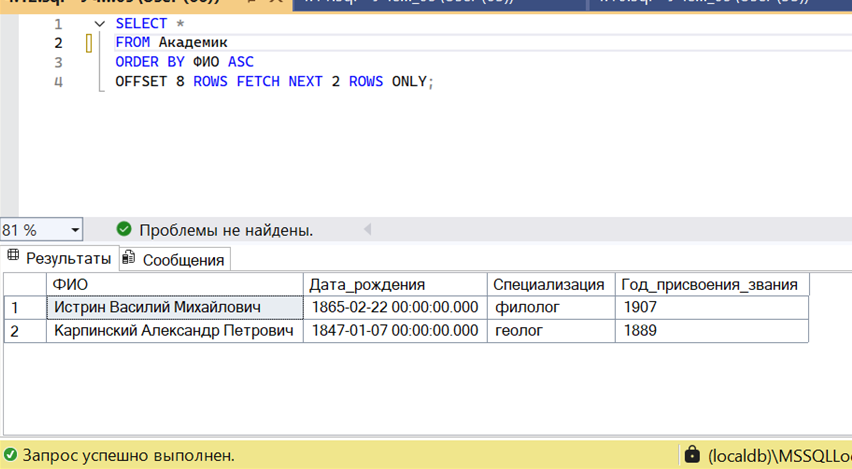 1 SELECT *
2 FROM Академик
3 ORDER BY ФИО ASC
4 OFFSET 8 ROWS FETCH NEXT 2 ROWS ONLY;
81 % Проблемы не найдены.
Результаты Сообщения
ФИО Дата_рождения Специализация Год_присвоения_звания
1 Истрин Василий Михайлович 1865-02-22 00:00:00.000 филолог 1907
2 Карпинский Александр Петрович 1847-01-07 00:00:00.000 геолог 1889
Запрос успешно выполнен. (localdb)\MSSQLLoc